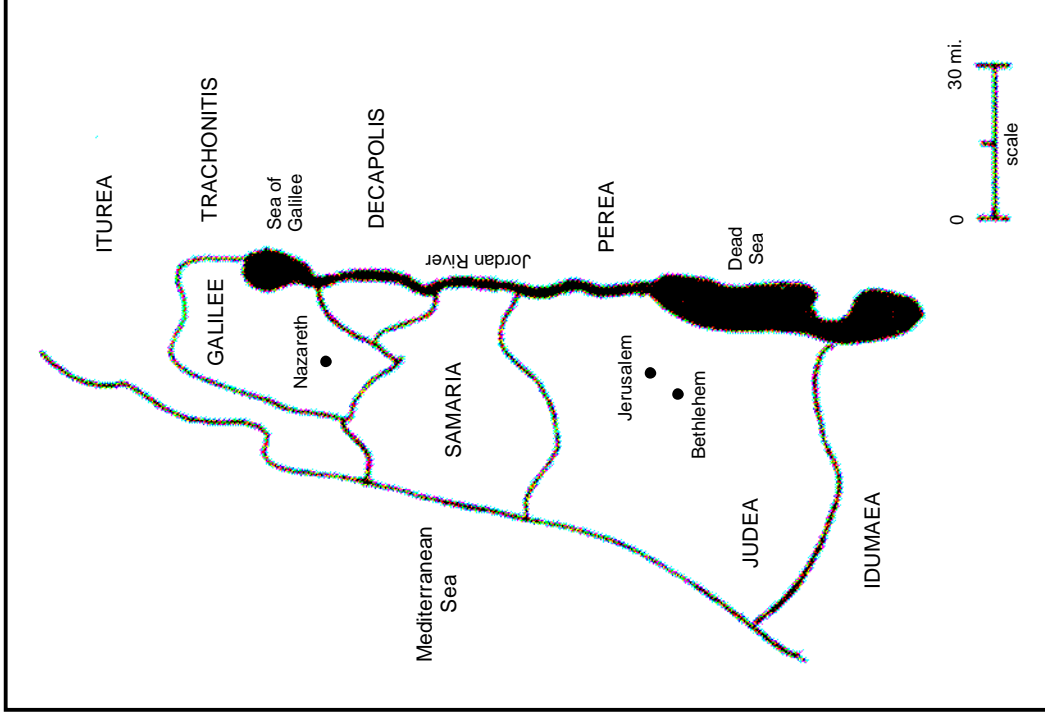 ITUREA
TRACHONITIS
Sea of
Galilee
DECAPOLIS
GALILEE
Nazareth
Jordan River
PEREA
SAMARIA
Dead
Sea
Jerusalem
Bethlehem
Mediterranean
Sea
JUDEA
IDUMAEA
0
30 mi.
scale